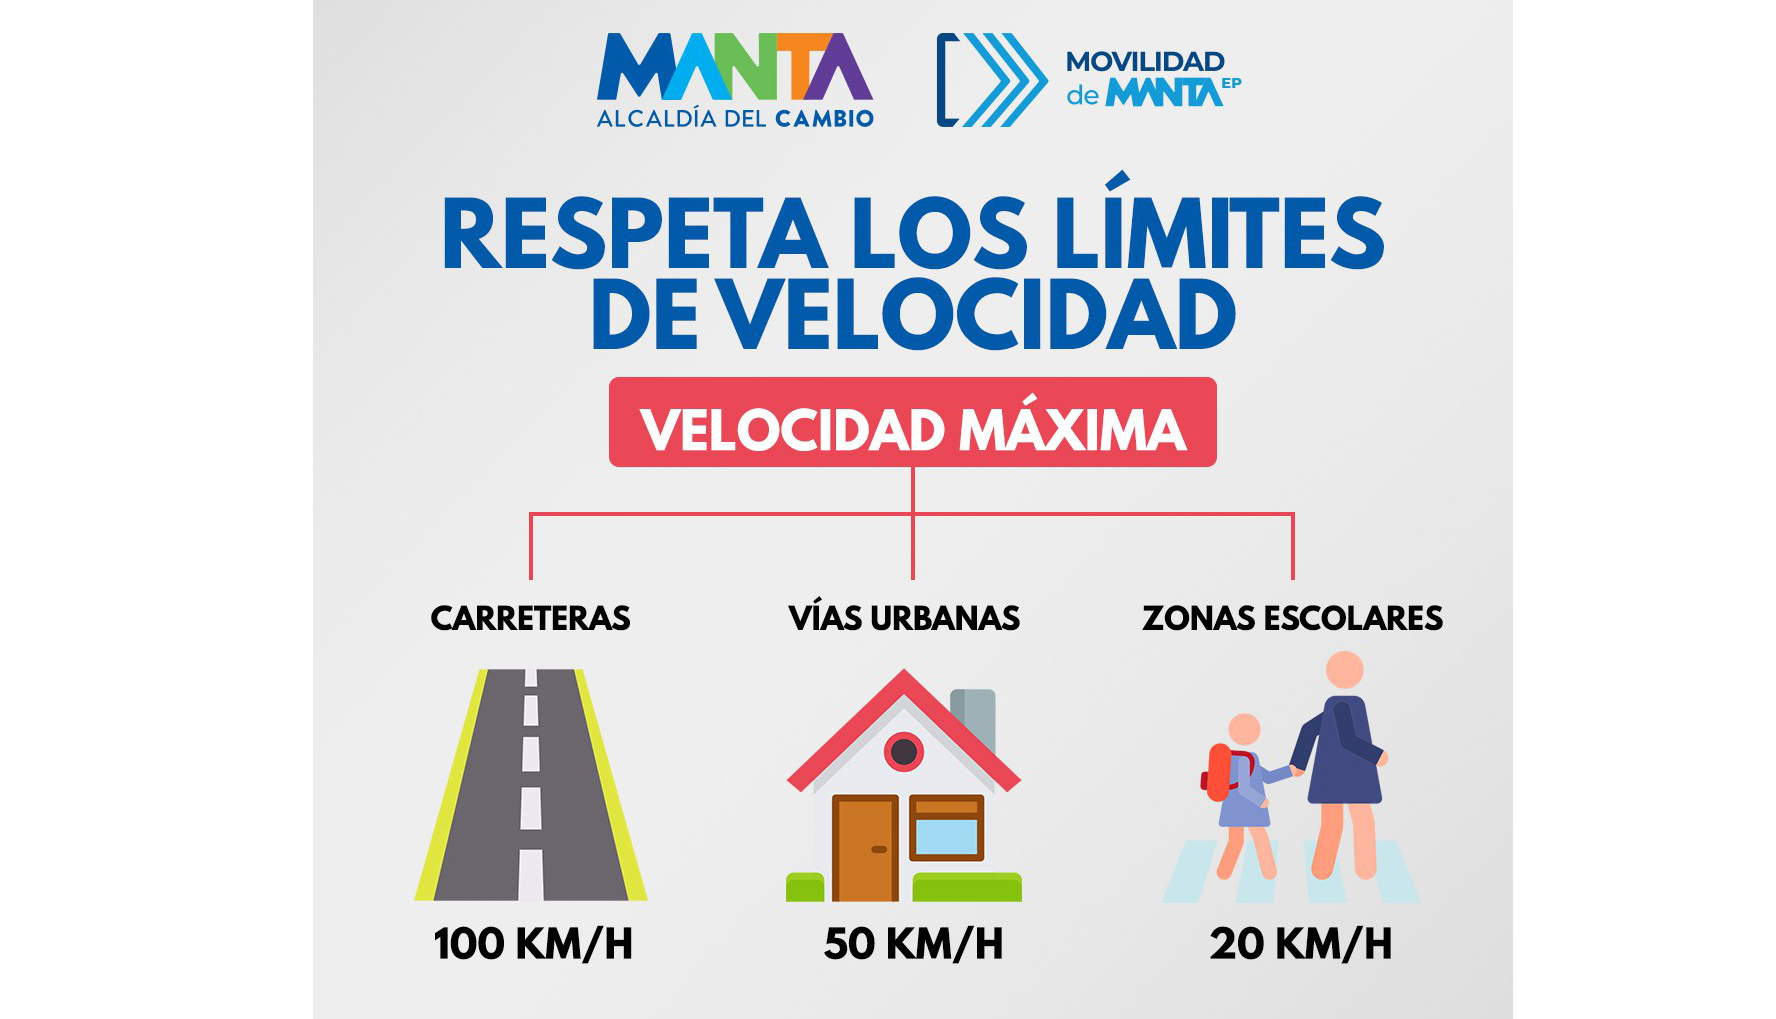 MANTA
ALCALDÍA DEL CAMBIO
MOVILIDAD
de MANTA EP
RESPETA LOS LÍMITES
DE VELOCIDAD
VELOCIDAD MÁXIMA
CARRETERAS
VÍAS URBANAS
ZONAS ESCOLARES
100 KM/H
50 KM/H
20 KM/H